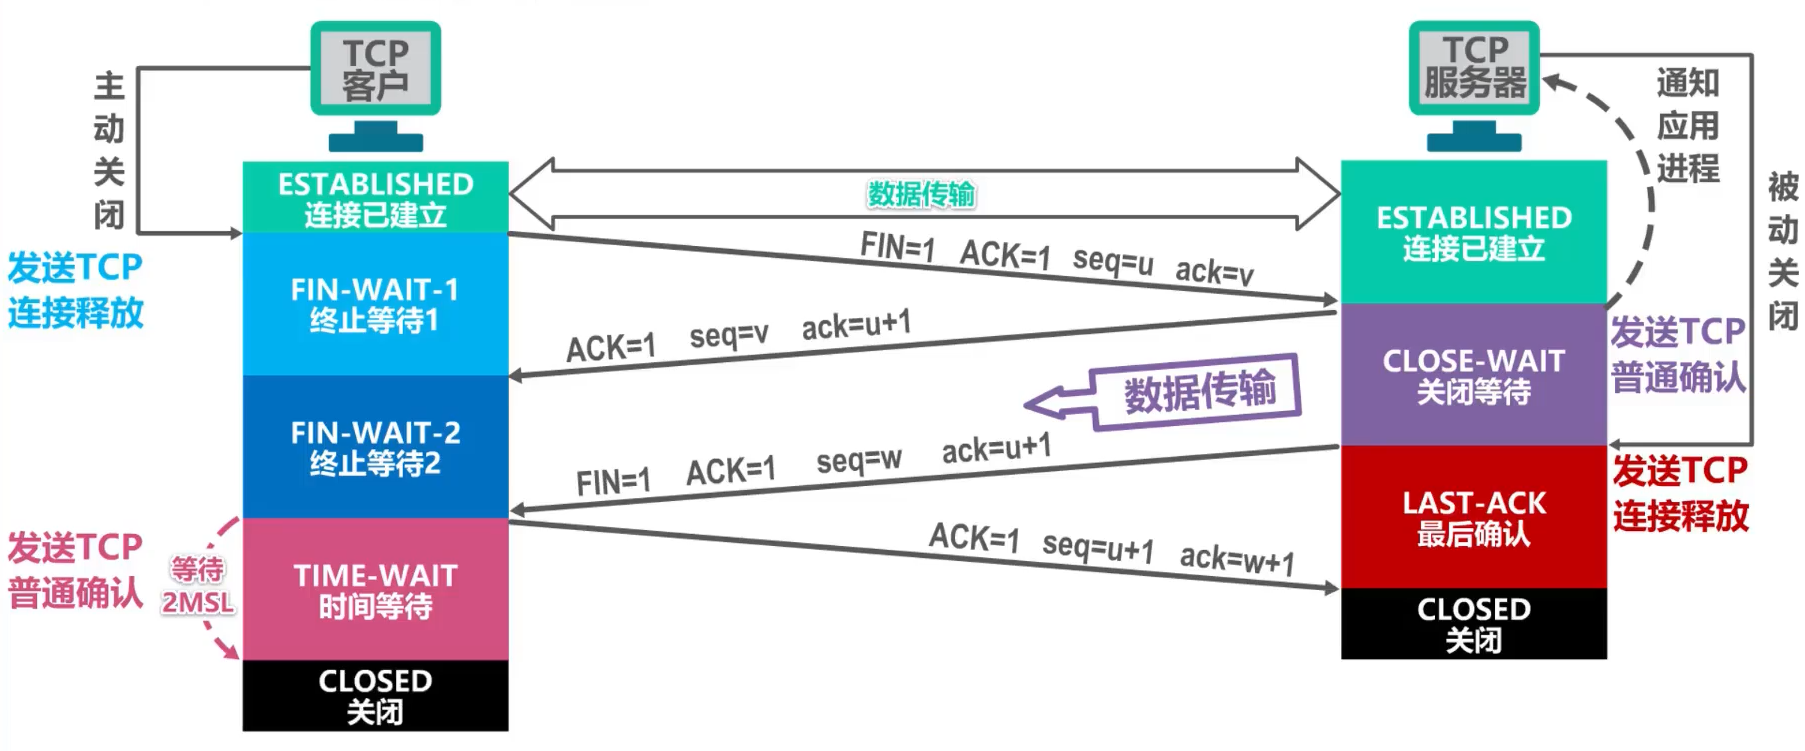 TCP
客户
TCP
服务器
主
动
关
闭
通知
应用
进程
被
动
关
闭
ESTABLISHED
连接已建立
数据传输
ESTABLISHED
连接已建立
FIN=1 ACK=1 seq=u ack=v
发送TCP
连接释放
FIN-WAIT-1
终止等待1
ACK=1 seq=v ack=u+1
发送TCP
普通确认
CLOSE-WAIT
关闭等待
数据传输
FIN-WAIT-2
终止等待2
FIN=1 ACK=1 seq=w ack=u+1
发送TCP
连接释放
LAST-ACK
最后确认
ACK=1 seq=u+1 ack=w+1
发送TCP
普通确认
等待
2MSL
TIME-WAIT
时间等待
CLOSED
关闭
CLOSED
关闭